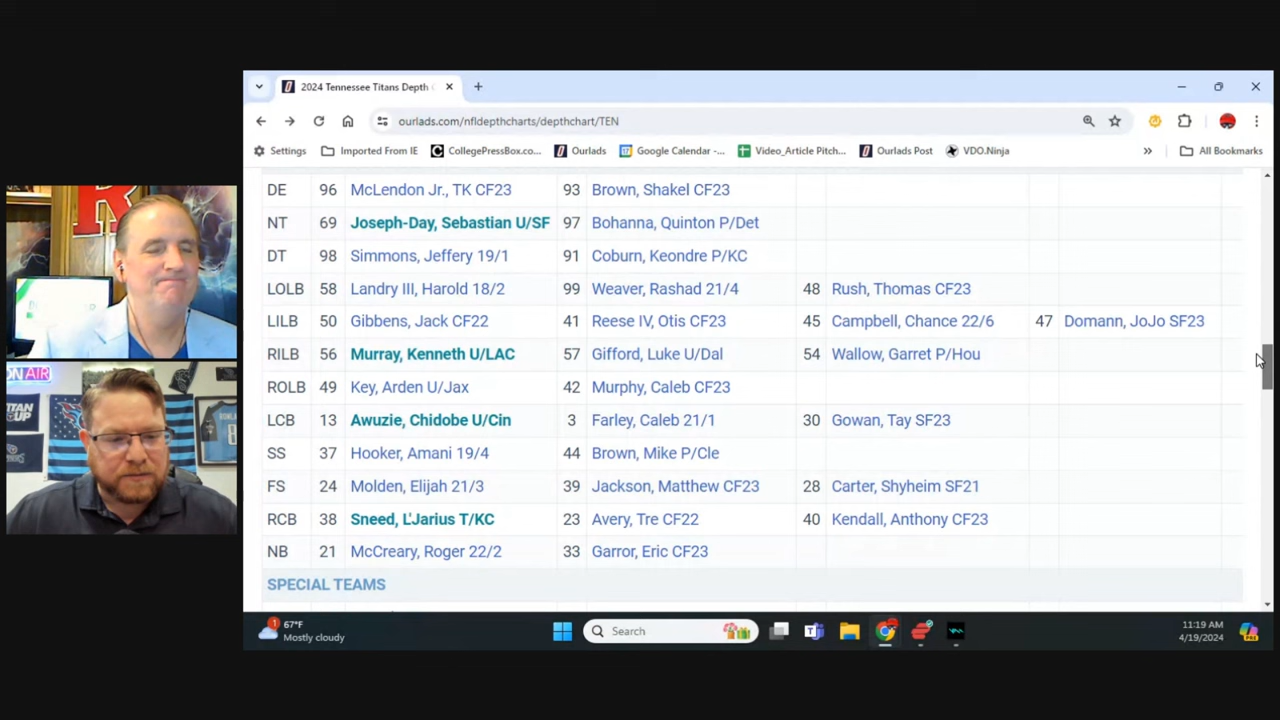 2024 Tennessee Titans Depth
ourlads.com/nfldepthcharts/depthchart/TEN
Settings Imported From IE CollegePressBox.co... Ourlads Google Calendar -... Video_Article Pitch... Ourlads Post VDO.Ninja » All Bookmarks
DE 96 McLendon Jr., TK CF23 93 Brown, Shakel CF23
NT 69 Joseph-Day, Sebastian U/SF 97 Bohanna, Quinton P/Det
DT 98 Simmons, Jeffery 19/1 91 Coburn, Keondre P/KC
LOLB 58 Landry III, Harold 18/2 99 Weaver, Rashad 21/4 48 Rush, Thomas CF23
LILB 50 Gibbens, Jack CF22 41 Reese IV, Otis CF23 45 Campbell, Chance 22/6 47 Domann, JoJo SF23
RILB 56 Murray, Kenneth U/LAC 57 Gifford, Luke U/Dal 54 Wallow, Garret P/Hou
ROLB 49 Key, Arden U/Jax 42 Murphy, Caleb CF23
LCB 13 Awuzie, Chidobe U/Cin 3 Farley, Caleb 21/1 30 Gowan, Tay SF23
SS 37 Hooker, Amani 19/4 44 Brown, Mike P/Cle
FS 24 Molden, Elijah 21/3 39 Jackson, Matthew CF23 28 Carter, Shyheim SF21
RCB 38 Sneed, L'Jarius T/KC 23 Avery, Tre CF22 40 Kendall, Anthony CF23
NB 21 McCreary, Roger 22/2 33 Garror, Eric CF23
SPECIAL TEAMS
R
ON AIR
TITAN
UP
1
67°F
Mostly cloudy
Search
11:19 AM
4/19/2024